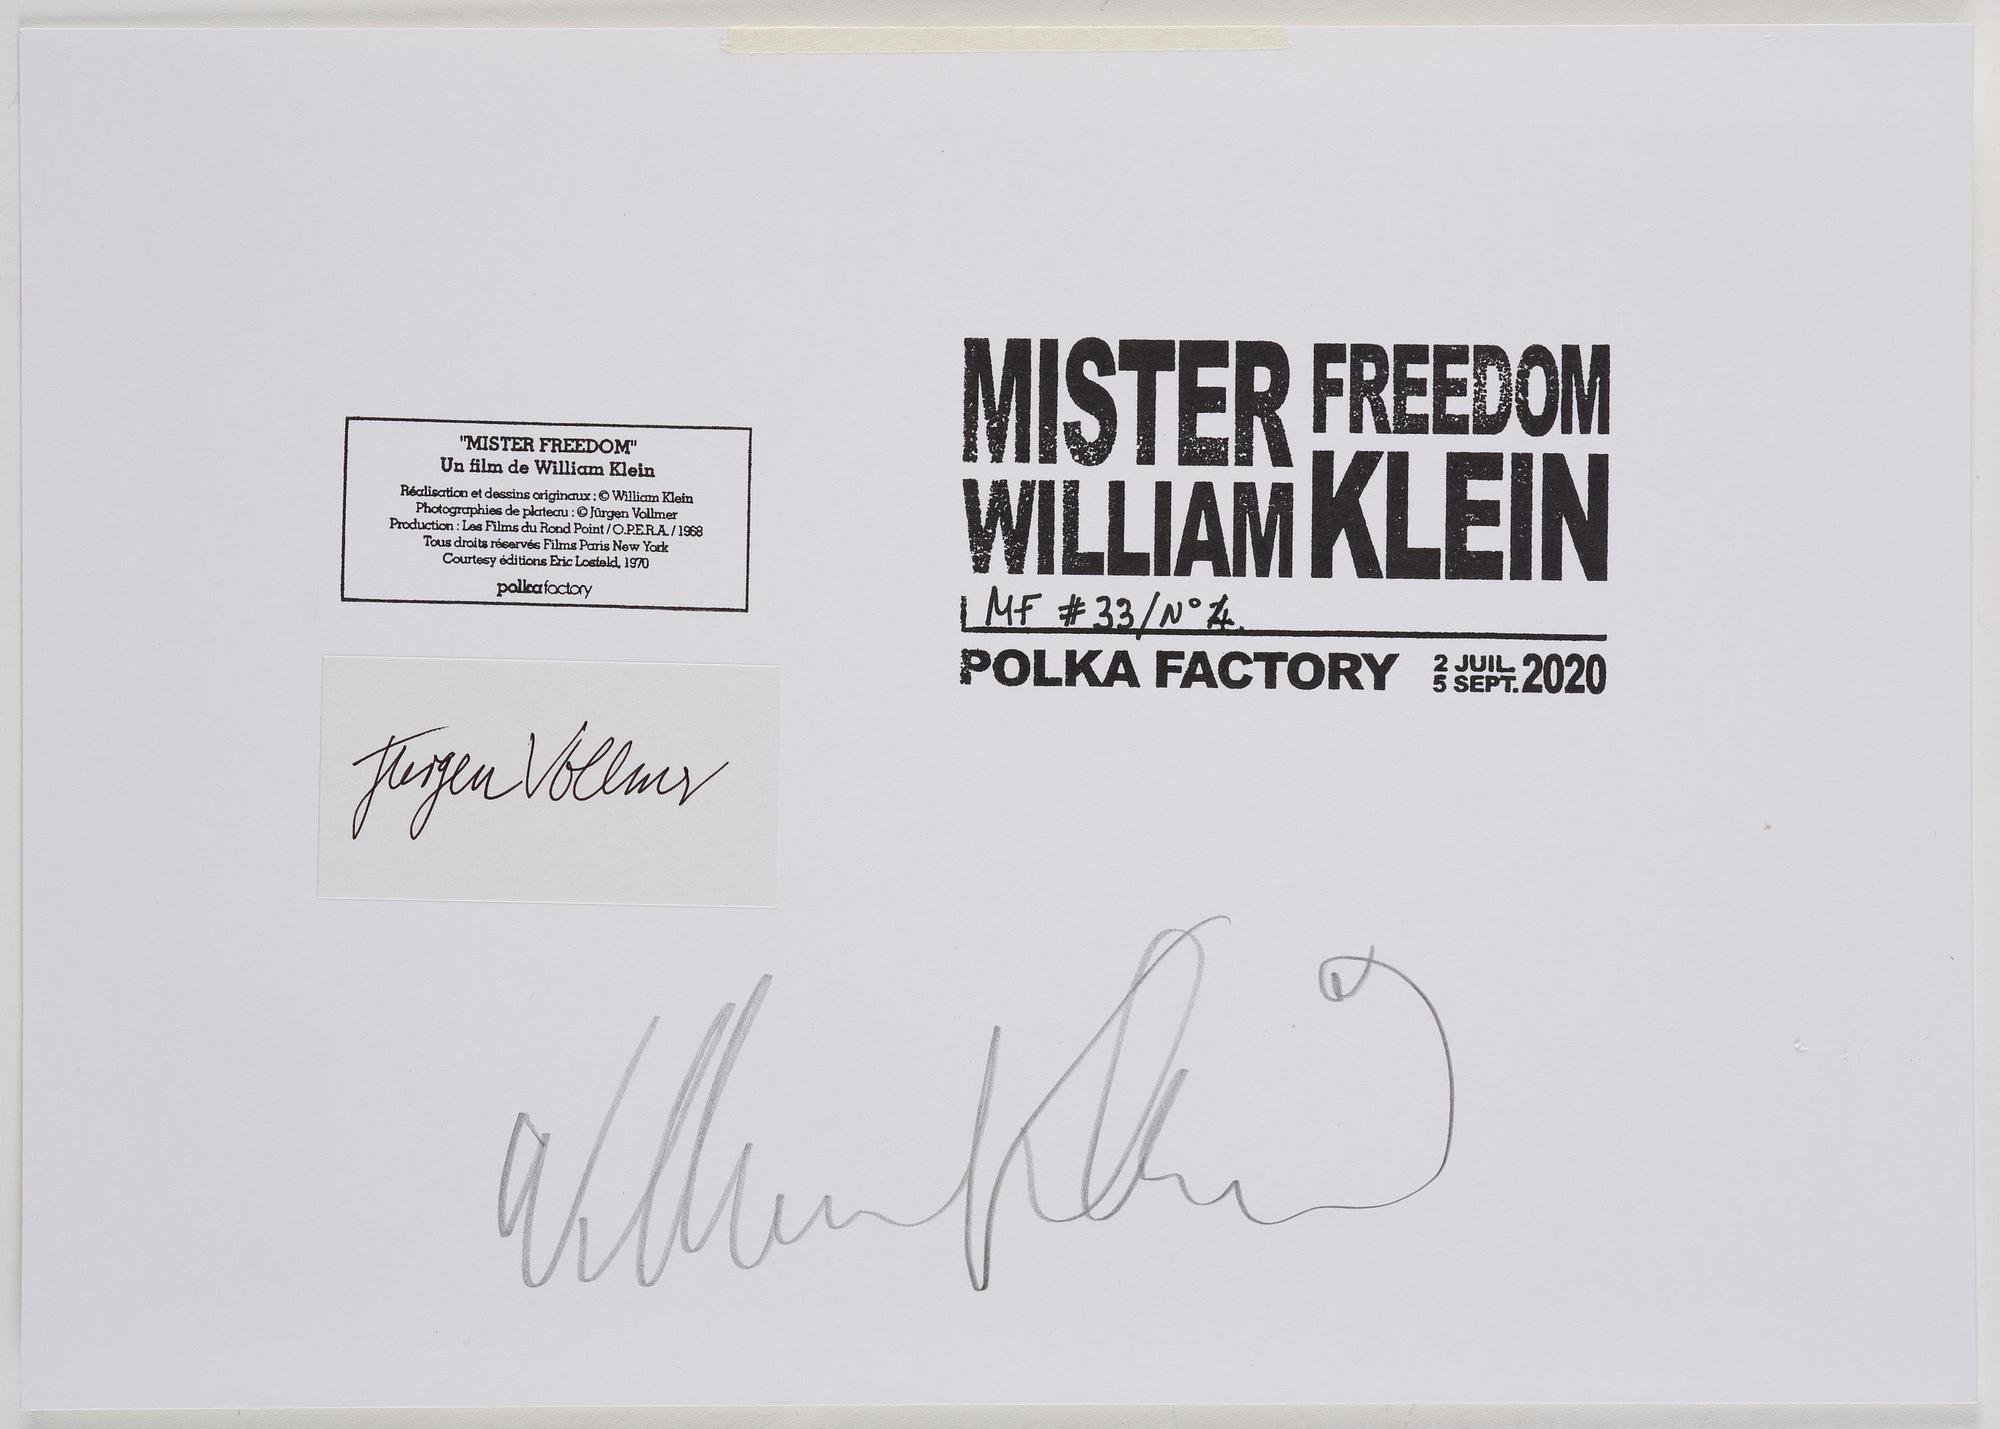 "MISTER FREEDOM"
Un film de William Klein
Réalisation et dessins originaux : © William Klein
Photographies de plateau : © Jürgen Vollmer
Production : Les Films du Rond Point / O.P.E.R.A. / 1968
Tous droits réservés Films Paris New York
Courtesy éditions Eric Losfeld, 1970
polkafactory
MISTER FREEDOM
WILLIAM KLEIN
MF #33/N°4.
POLKA FACTORY 2 JUIL. 5 SEPT. 2020
Jürgen Vollmer
William Klein